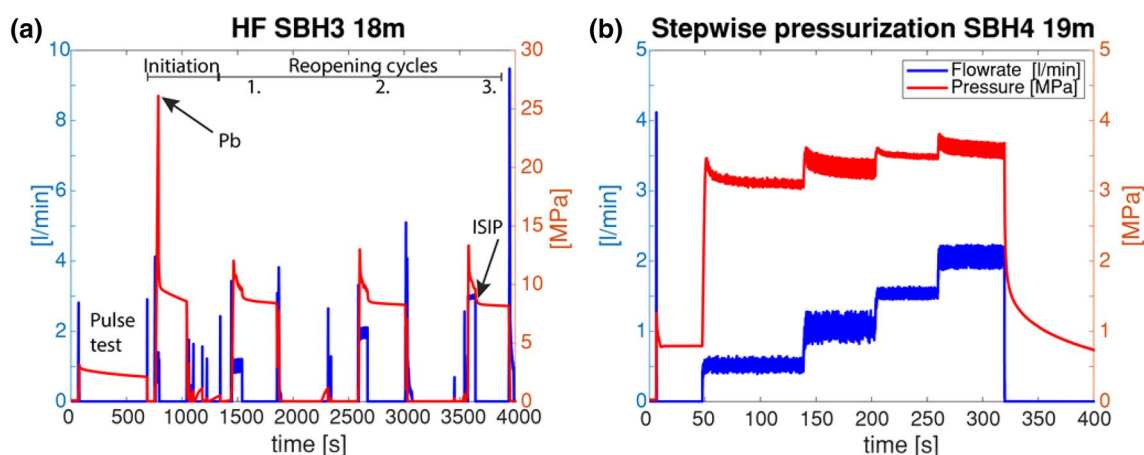 (a) HF SBH3 18m
10
8
6
4
2
0
[l/min]
30
25
20
15
10
5
0
[MPa]
Initiation
Reopening cycles
1.
2.
3.
Pb
ISIP
Pulse
test
0 500 1000 1500 2000 2500 3000 3500 4000
time [s]
(b) Stepwise pressurization SBH4 19m
5
4
3
2
1
0
[l/min]
5
4
3
2
1
0
[MPa]
Flowrate [l/min]
Pressure [MPa]
0 50 100 150 200 250 300 350 400
time [s]